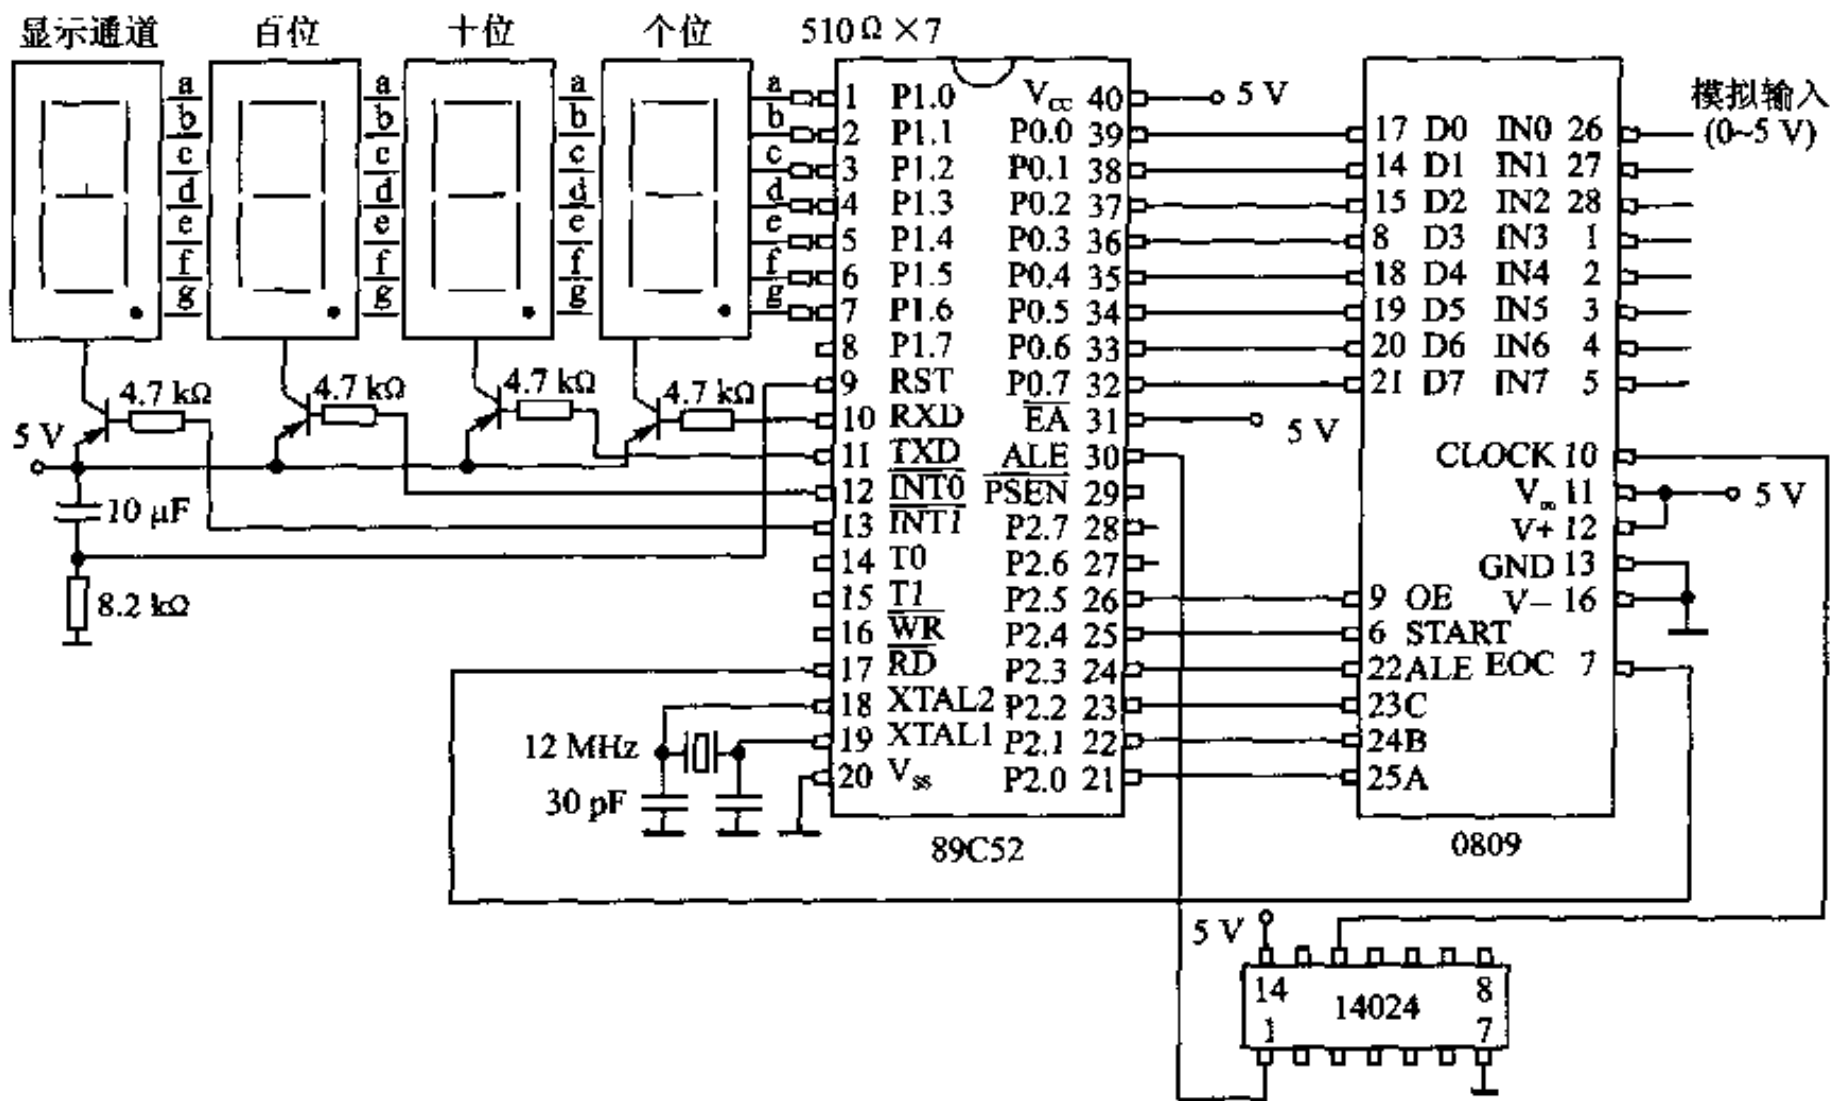 显示通道 百位 十位 个位 510 Ω ×7
a a a a
b b b b
c c c c
d d d d
e e e e
f f f f
g g g g
4.7 kΩ 4.7 kΩ 4.7 kΩ 4.7 kΩ
5 V
10 μF
8.2 kΩ
12 MHz
30 pF
1 P1.0
2 P1.1
3 P1.2
4 P1.3
5 P1.4
6 P1.5
7 P1.6
8 P1.7
9 RST
10 RXD
11 TXD
12 INT0
13 INT1
14 T0
15 T1
16 WR
17 RD
18 XTAL2
19 XTAL1
20 Vss
Vcc 40 5 V
P0.0 39
P0.1 38
P0.2 37
P0.3 36
P0.4 35
P0.5 34
P0.6 33
P0.7 32
EA 31 5 V
ALE 30
PSEN 29
P2.7 28
P2.6 27
P2.5 26
P2.4 25
P2.3 24
P2.2 23
P2.1 22
P2.0 21
89C52
17 D0 IN0 26
14 D1 IN1 27
15 D2 IN2 28
8 D3 IN3 1
18 D4 IN4 2
19 D5 IN5 3
20 D6 IN6 4
21 D7 IN7 5
模拟输入
(0~5 V)
CLOCK 10
11 5 V
V+ 12
GND 13
9 OE V− 16
6 START
22 ALE EOC 7
23 C
24 B
25 A
0809
5 V
14 8
14024
1 7